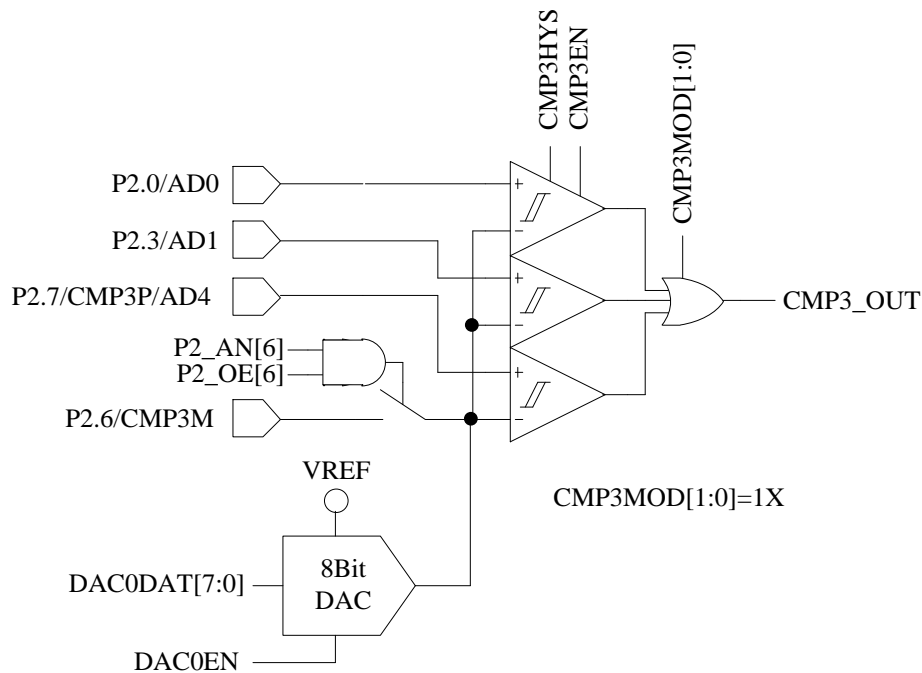 CMP3HYS
CMP3EN
CMP3MOD[1:0]
P2.0/AD0
+
-
P2.3/AD1
+
P2.7/CMP3P/AD4
CMP3_OUT
-
P2_AN[6]
P2_OE[6]
+
P2.6/CMP3M
-
VREF
CMP3MOD[1:0]=1X
DAC0DAT[7:0]
8Bit
DAC
DAC0EN